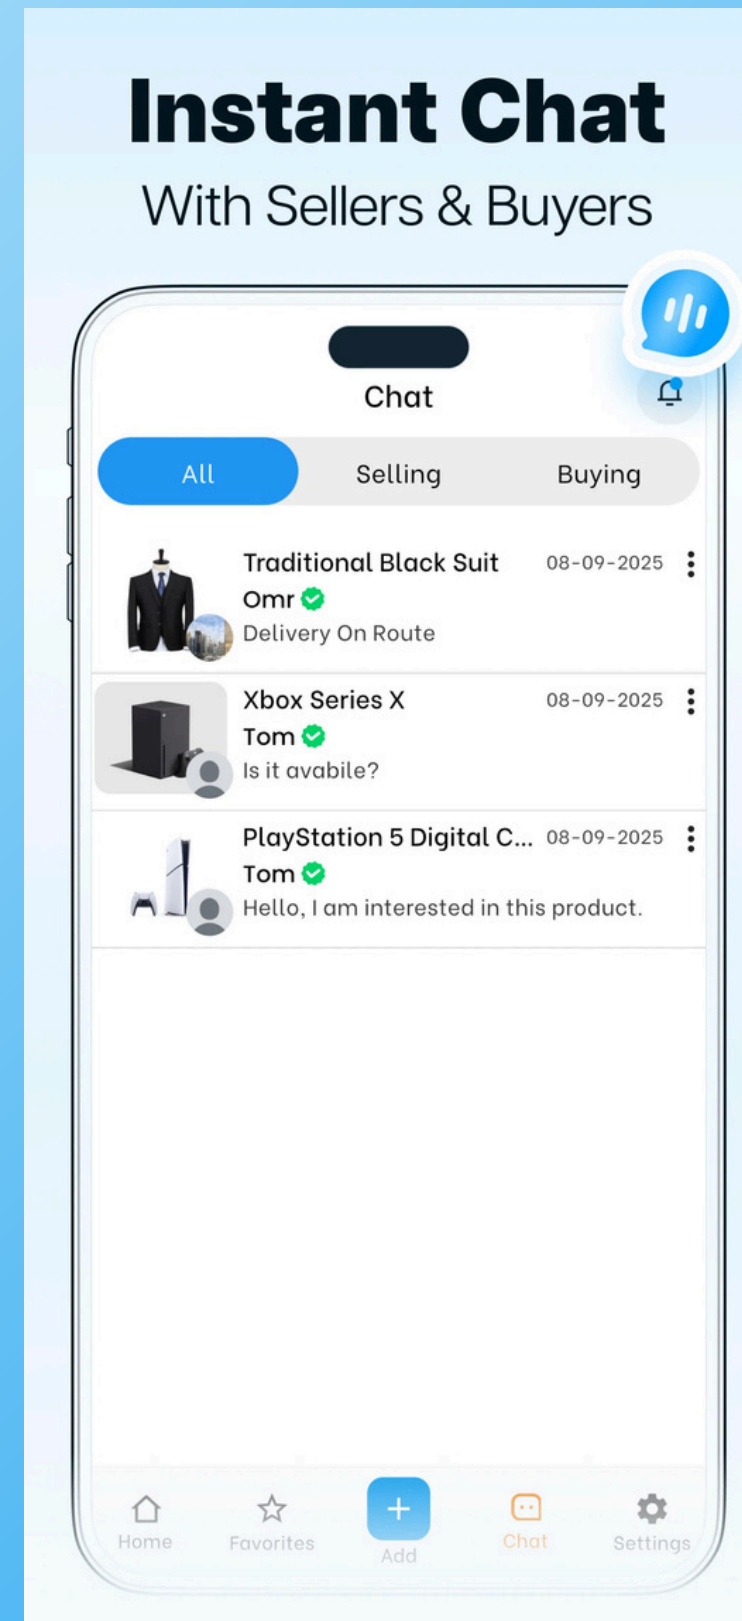 Instant Chat
With Sellers & Buyers
Chat
All Selling Buying
Traditional Black Suit 08-09-2025
Omr
Delivery On Route
Xbox Series X 08-09-2025
Tom
Is it avabile?
PlayStation 5 Digital C... 08-09-2025
Tom
Hello, I am interested in this product.
Home Favorites Add Chat Settings